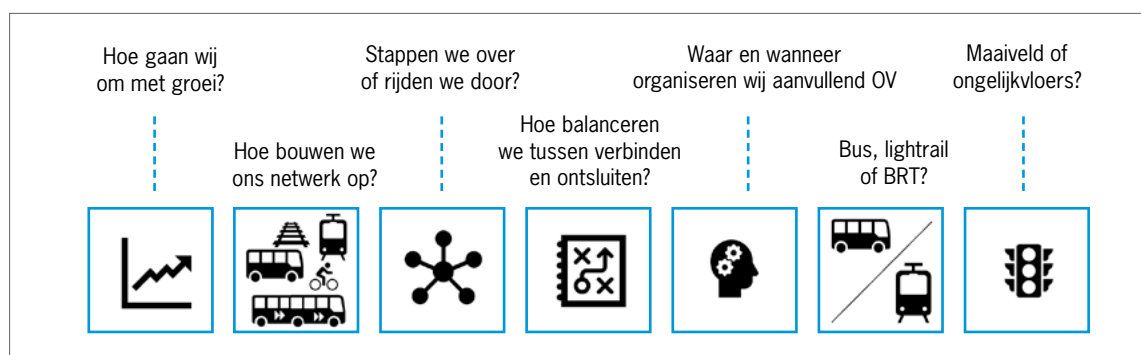 Hoe gaan wij
om met groei?
Hoe bouwen we
ons netwerk op?
Stappen we over
of rijden we door?
Hoe balanceren
we tussen verbinden
en ontsluiten?
Waar en wanneer
organiseren wij aanvullend OV
Bus, lightrail
of BRT?
Maaiveld of
ongelijkvloers?